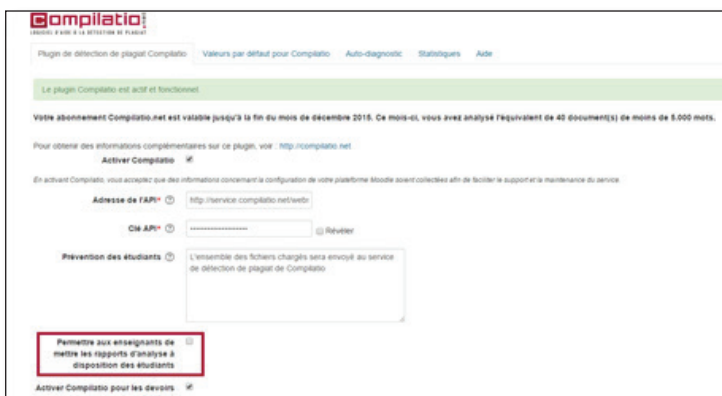 compilatio
LOGICIEL D'AIDE À LA DÉTECTION DE PLAGIAT
Plugin de détection de plagiat Compilatio Valeurs par défaut pour Compilatio Auto-diagnostic Statistiques Aide
Le plugin Compilatio est actif et fonctionnel
Votre abonnement Compilatio.net est valable jusqu'à la fin du mois de décembre 2015. Ce mois-ci, vous avez analysé l'équivalent de 40 document(s) de moins de 5.000 mots.
Pour obtenir des informations complémentaires sur ce plugin, voir : http://compilatio.net
Activer Compilatio
En activant Compilatio, vous acceptez que des informations concernant la configuration de votre plateforme Moodle soient collectées afin de faciliter le support et la maintenance du service.
Adresse de l'API* http://service.compilatio.net/webs
Clé API* Révéler
Prévention des étudiants L'ensemble des fichiers chargés sera envoyé au service
de détection de plagiat de Compilatio
Permettre aux enseignants de
mettre les rapports d'analyse à
disposition des étudiants
Activer Compilatio pour les devoirs